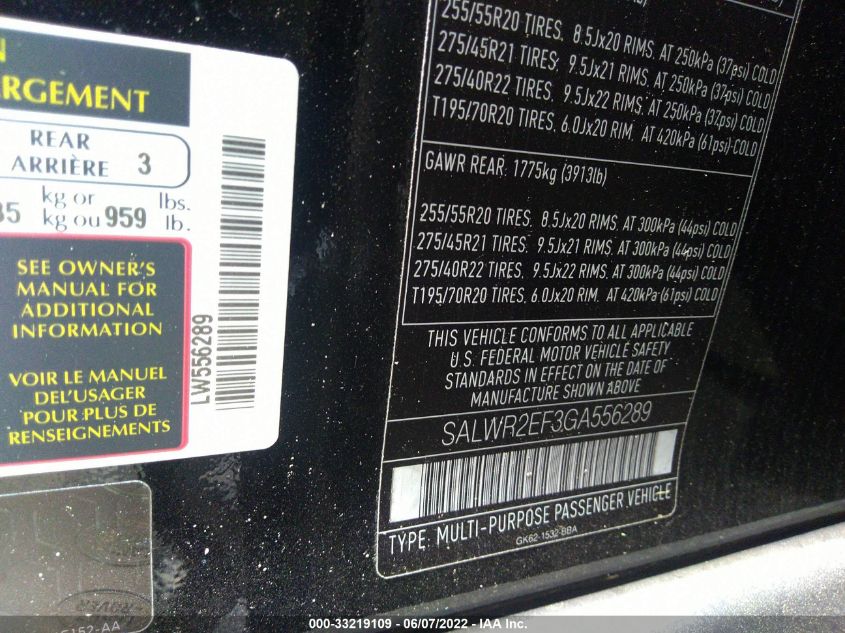 N
RGEMENT
REAR
ARRIÈRE 3
35 kg or 959 lbs.
kg ou lb.
SEE OWNER'S
MANUAL FOR
ADDITIONAL
INFORMATION
VOIR LE MANUEL
DEL'USAGER
POUR PLUS DE
RENSEIGNEMENTS
LW556289
255/55R20 TIRES. 8.5Jx20 RIMS. AT 250kPa (37psi) COLD
275/45R21 TIRES. 9.5Jx21 RIMS. AT 250kPa (37psi) COLD
275/40R22 TIRES. 9.5Jx22 RIMS. AT 250kPa (37psi) COLD
T195/70R20 TIRES. 6.0Jx20 RIM. AT 420kPa (61psi) COLD
GAWR REAR. 1775kg (3913lb)
255/55R20 TIRES. 8.5Jx20 RIMS. AT 300kPa (44psi) COLD
275/45R21 TIRES. 9.5Jx21 RIMS. AT 300kPa (44psi) COLD
275/40R22 TIRES. 9.5Jx22 RIMS. AT 300kPa (44psi) COLD
T195/70R20 TIRES. 6.0Jx20 RIM. AT 420kPa (61psi) COLD
THIS VEHICLE CONFORMS TO ALL APPLICABLE
U.S. FEDERAL MOTOR VEHICLE SAFETY
STANDARDS IN EFFECT ON THE DATE OF
MANUFACTURE SHOWN ABOVE
SALWR2EF3GA556289
TYPE: MULTI-PURPOSE PASSENGER VEHICLE
GK62-1532-BBA
ROVER
152-AA
000-33219109 - 06/07/2022 - IAA Inc.